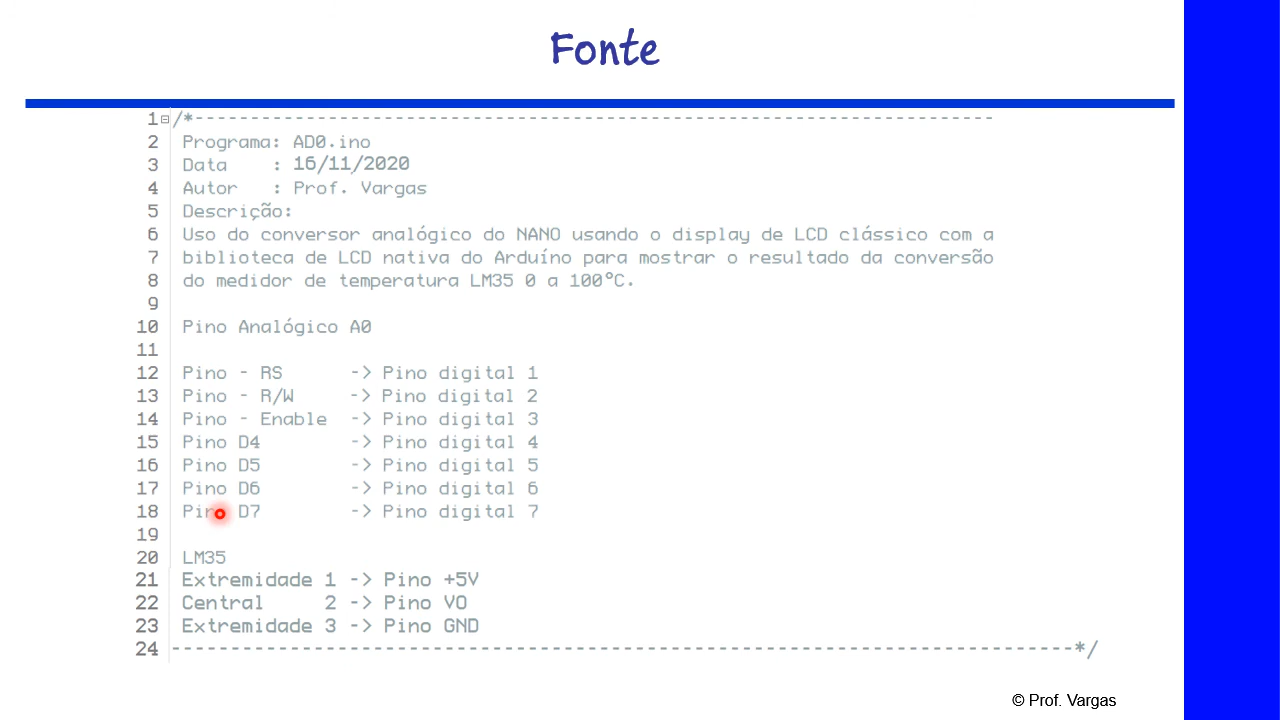 Fonte
1 /*------------------------------------------------------------------------
2 Programa: AD0.ino
3 Data    : 16/11/2020
4 Autor   : Prof. Vargas
5 Descrição:
6 Uso do conversor analógico do NANO usando o display de LCD clássico com a
7 biblioteca de LCD nativa do Arduíno para mostrar o resultado da conversão
8 do medidor de temperatura LM35 0 a 100°C.
9
10 Pino Analógico A0
11
12 Pino - RS      -> Pino digital 1
13 Pino - R/W     -> Pino digital 2
14 Pino - Enable  -> Pino digital 3
15 Pino D4        -> Pino digital 4
16 Pino D5        -> Pino digital 5
17 Pino D6        -> Pino digital 6
18 Pino D7        -> Pino digital 7
19
20 LM35
21 Extremidade 1 -> Pino +5V
22 Central     2 -> Pino VO
23 Extremidade 3 -> Pino GND
24 ----------------------------------------------------------------------------*/
© Prof. Vargas